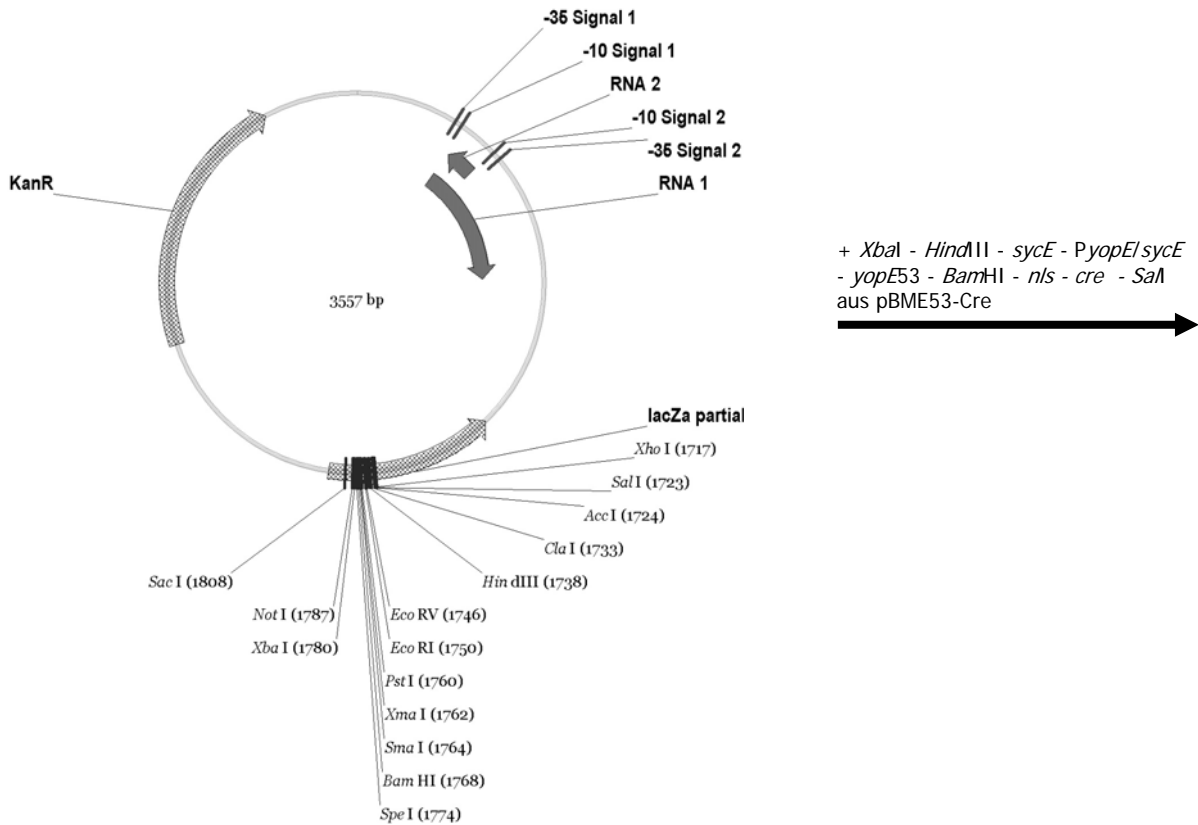 -35 Signal 1
-10 Signal 1
RNA 2
-10 Signal 2
-35 Signal 2
KanR
RNA 1
+ XbaI - HindIII - sycE - PyopE/sycE
- yopE53 - BamHI - nls - cre - SalI
aus pBME53-Cre
3557 bp
lacZa partial
Xho I (1717)
Sal I (1723)
Acc I (1724)
Cla I (1733)
Sac I (1808)
Hin dIII (1738)
Not I (1787)
Eco RV (1746)
Xba I (1780)
Eco RI (1750)
Pst I (1760)
Xma I (1762)
Sma I (1764)
Bam HI (1768)
Spe I (1774)